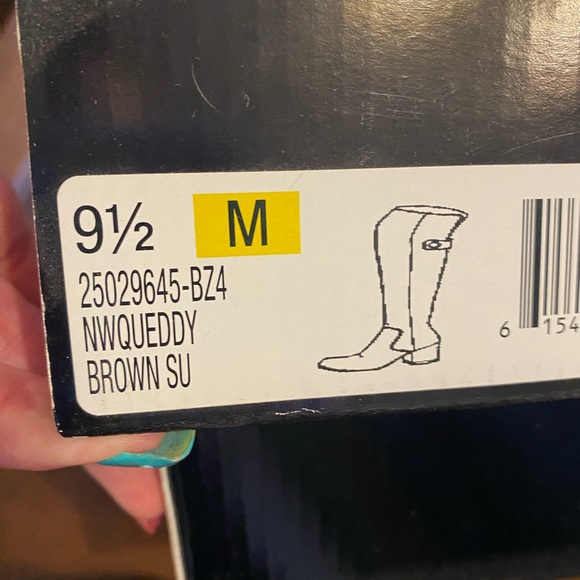 9½ M
25029645-BZ4
NWQUEDDY
BROWN SU
6 154